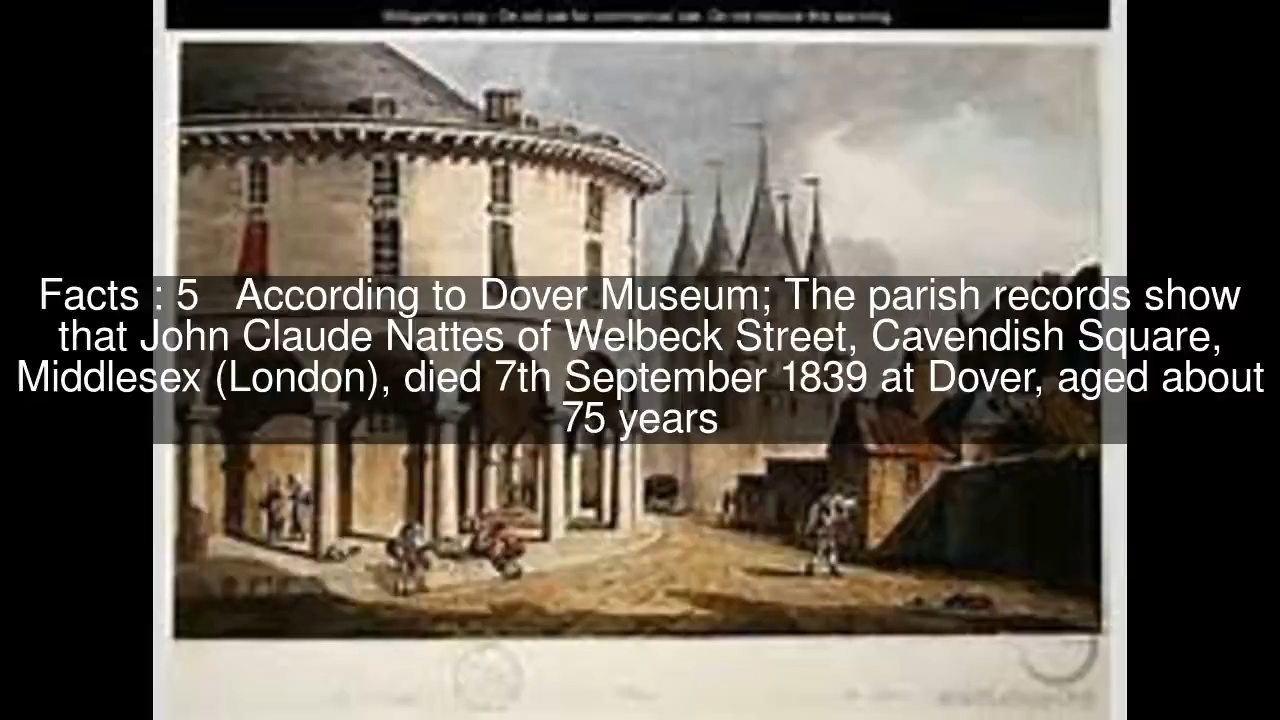 Facts : 5   According to Dover Museum; The parish records show
that John Claude Nattes of Welbeck Street, Cavendish Square,
Middlesex (London), died 7th September 1839 at Dover, aged about
75 years